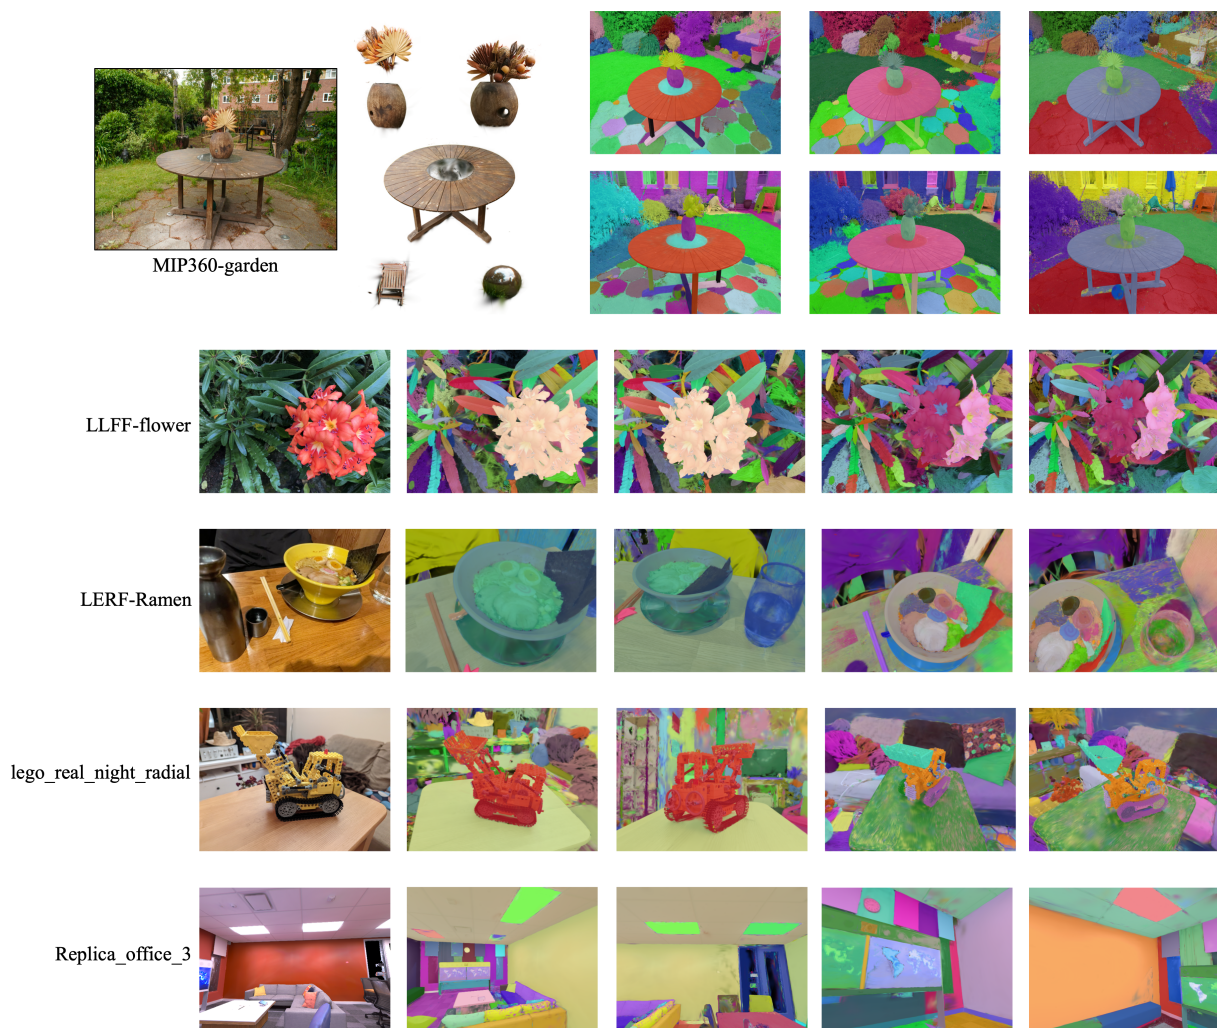 MIP360-garden
LLFF-flower
LERF-Ramen
lego_real_night_radial
Replica_office_3